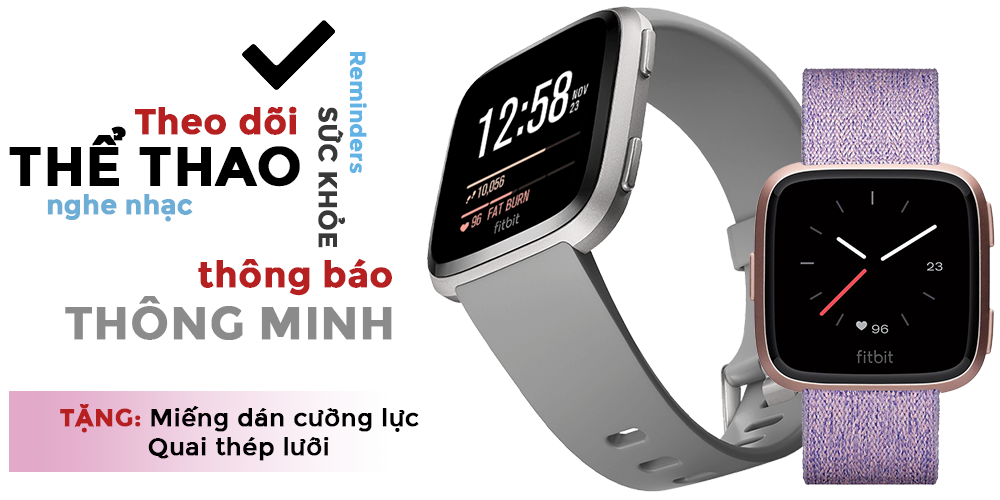 Theo dõi
THỂ THAO
nghe nhạc
SỨC KHỎE
Reminders
thông báo
THÔNG MINH
TẶNG: Miếng dán cường lực
Quai thép lưỡi
12:58 NOV
23
10,056
96 FAT BURN
fitbit
23
96
fitbit